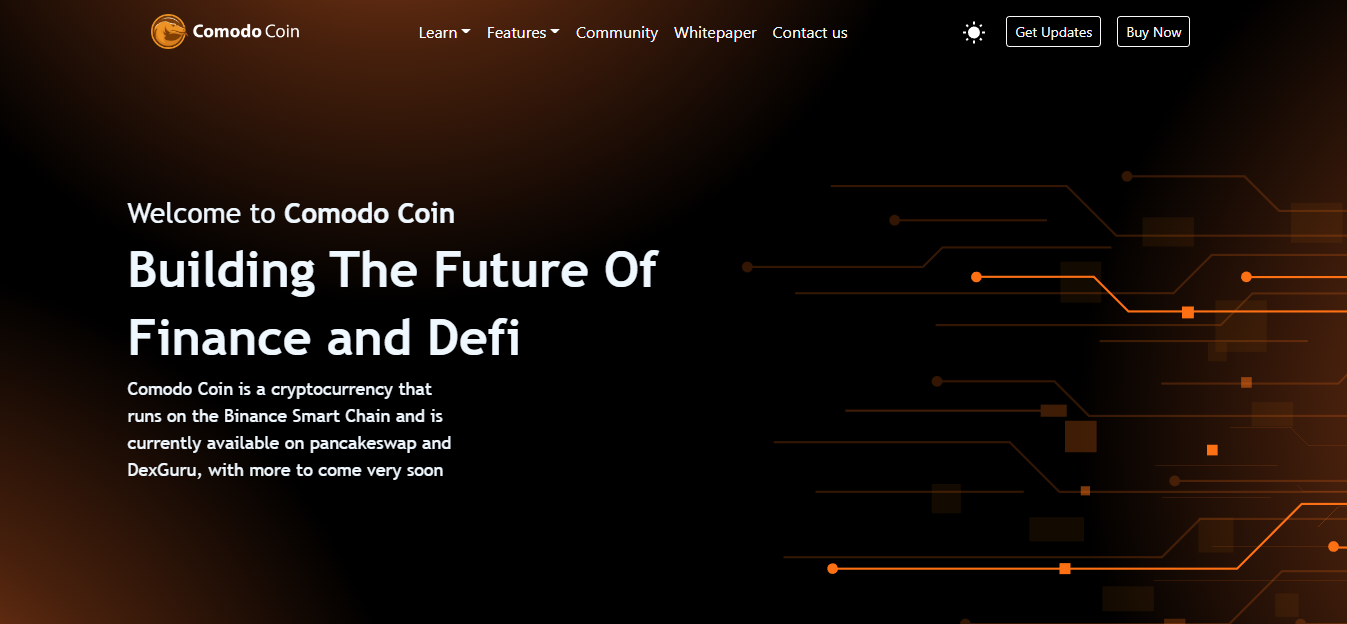 Comodo Coin
Learn Features Community Whitepaper Contact us
Get Updates
Buy Now
Welcome to Comodo Coin
Building The Future Of
Finance and Defi
Comodo Coin is a cryptocurrency that
runs on the Binance Smart Chain and is
currently available on pancakeswap and
DexGuru, with more to come very soon